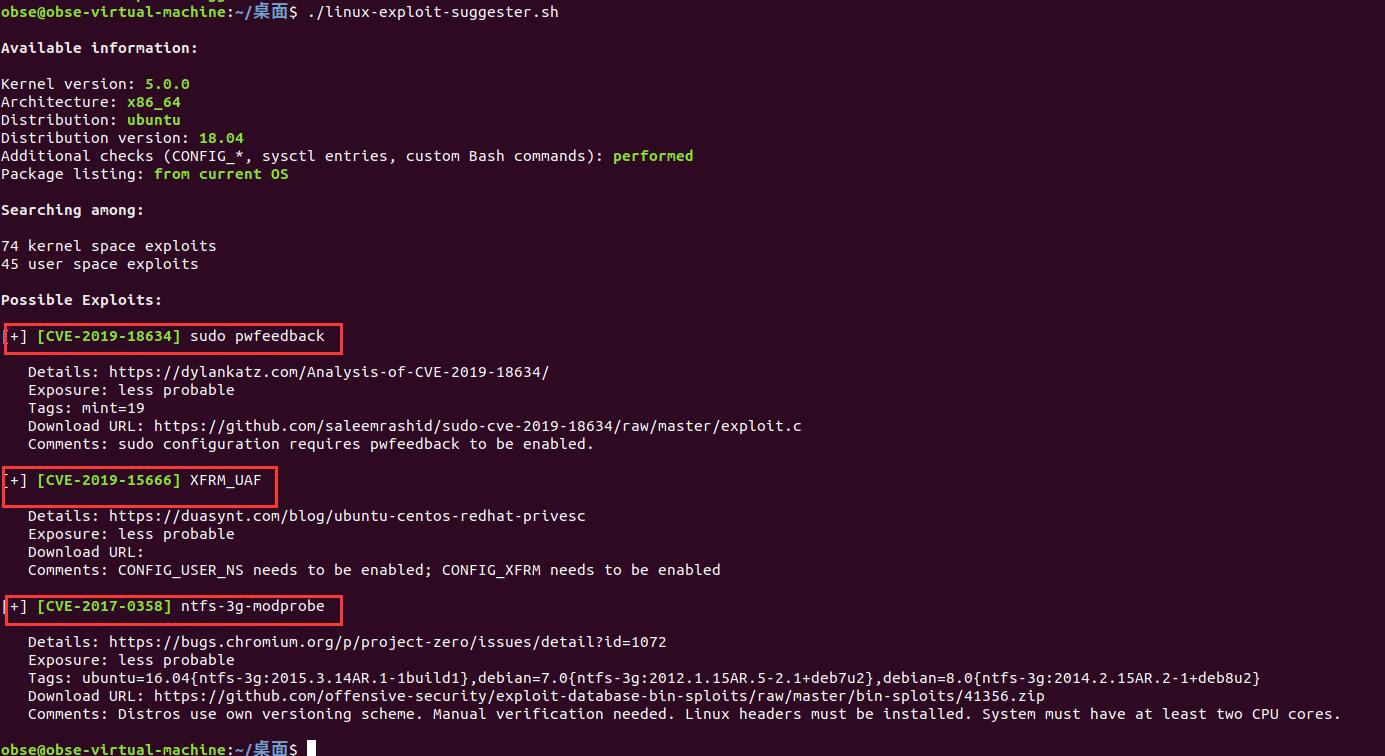 obse@obse-virtual-machine:~/桌面$ ./linux-exploit-suggester.sh
Available information:
Kernel version: 5.0.0
Architecture: x86_64
Distribution: ubuntu
Distribution version: 18.04
Additional checks (CONFIG_*, sysctl entries, custom Bash commands): performed
Package listing: from current OS
Searching among:
74 kernel space exploits
45 user space exploits
Possible Exploits:
[+] [CVE-2019-18634] sudo pwfeedback
Details: https://dylankatz.com/Analysis-of-CVE-2019-18634/
Exposure: less probable
Tags: mint=19
Download URL: https://github.com/saleemrashid/sudo-cve-2019-18634/raw/master/exploit.c
Comments: sudo configuration requires pwfeedback to be enabled.
[+] [CVE-2019-15666] XFRM_UAF
Details: https://duasynt.com/blog/ubuntu-centos-redhat-privesc
Exposure: less probable
Download URL:
Comments: CONFIG_USER_NS needs to be enabled; CONFIG_XFRM needs to be enabled
[+] [CVE-2017-0358] ntfs-3g-modprobe
Details: https://bugs.chromium.org/p/project-zero/issues/detail?id=1072
Exposure: less probable
Tags: ubuntu=16.04{ntfs-3g:2015.3.14AR.1-1build1},debian=7.0{ntfs-3g:2012.1.15AR.5-2.1+deb7u2},debian=8.0{ntfs-3g:2014.2.15AR.2-1+deb8u2}
Download URL: https://github.com/offensive-security/exploit-database-bin-sploits/raw/master/bin-sploits/41356.zip
Comments: Distros use own versioning scheme. Manual verification needed. Linux headers must be installed. System must have at least two CPU cores.
obse@obse-virtual-machine:~/桌面$